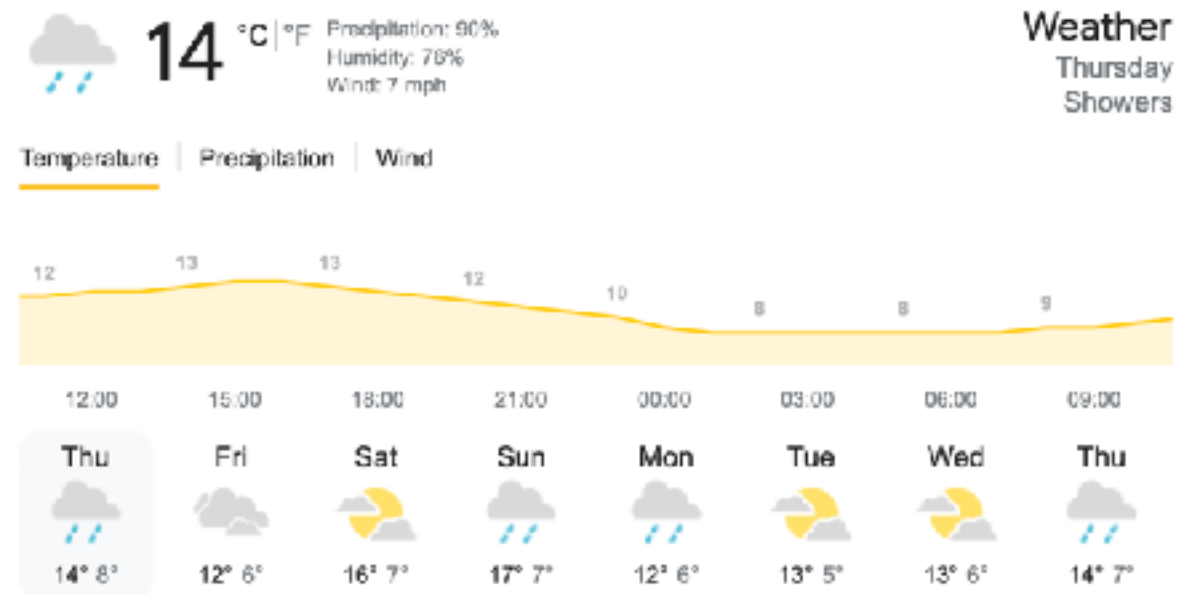 14 °C | °F
Precipitation: 90%
Humidity: 76%
Wind: 7 mph
Weather
Thursday
Showers
Temperature | Precipitation | Wind
12 13 13 12 10 8 8 9
12:00 15:00 18:00 21:00 00:00 03:00 06:00 09:00
Thu Fri Sat Sun Mon Tue Wed Thu
14° 8° 12° 6° 16° 7° 17° 7° 12° 6° 13° 5° 13° 6° 14° 7°